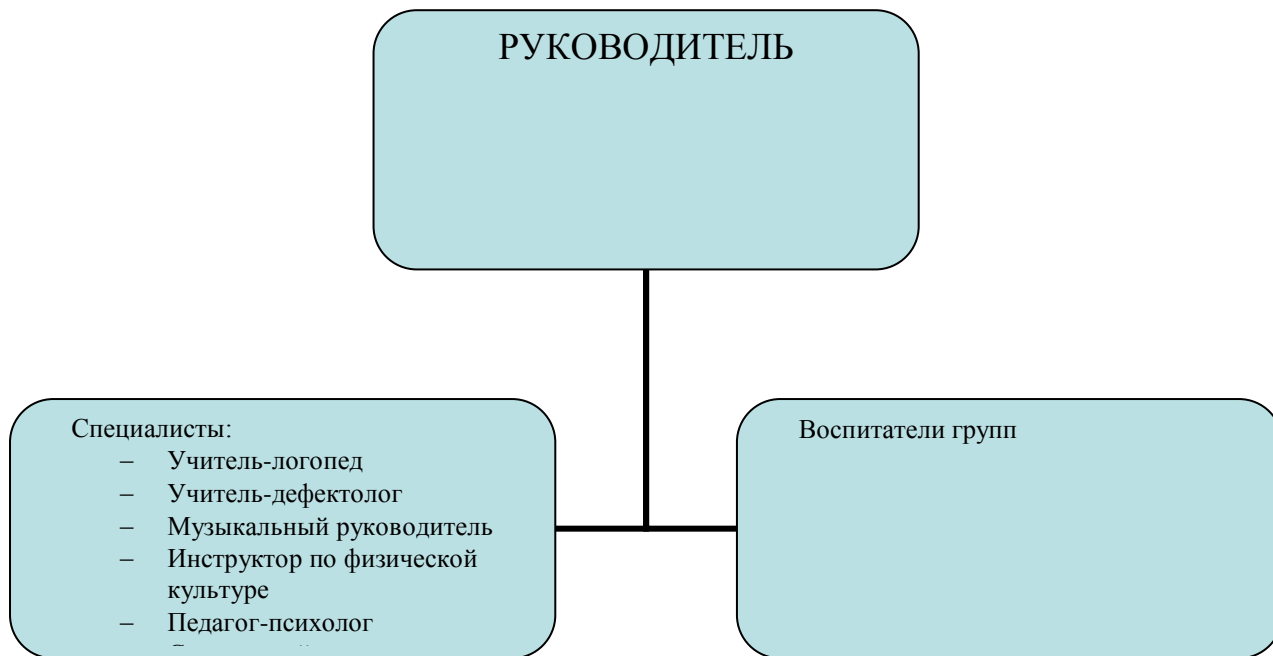 РУКОВОДИТЕЛЬ
Специалисты:
– Учитель-логопед
– Учитель-дефектолог
– Музыкальный руководитель
– Инструктор по физической
культуре
– Педагог-психолог
Воспитатели групп